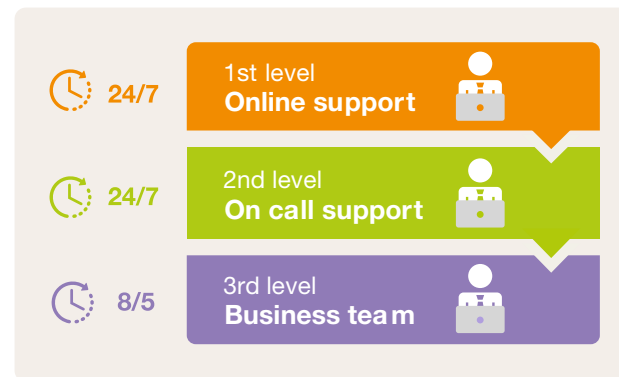 24/7
1st level
Online support
24/7
2nd level
On call support
8/5
3rd level
Business team